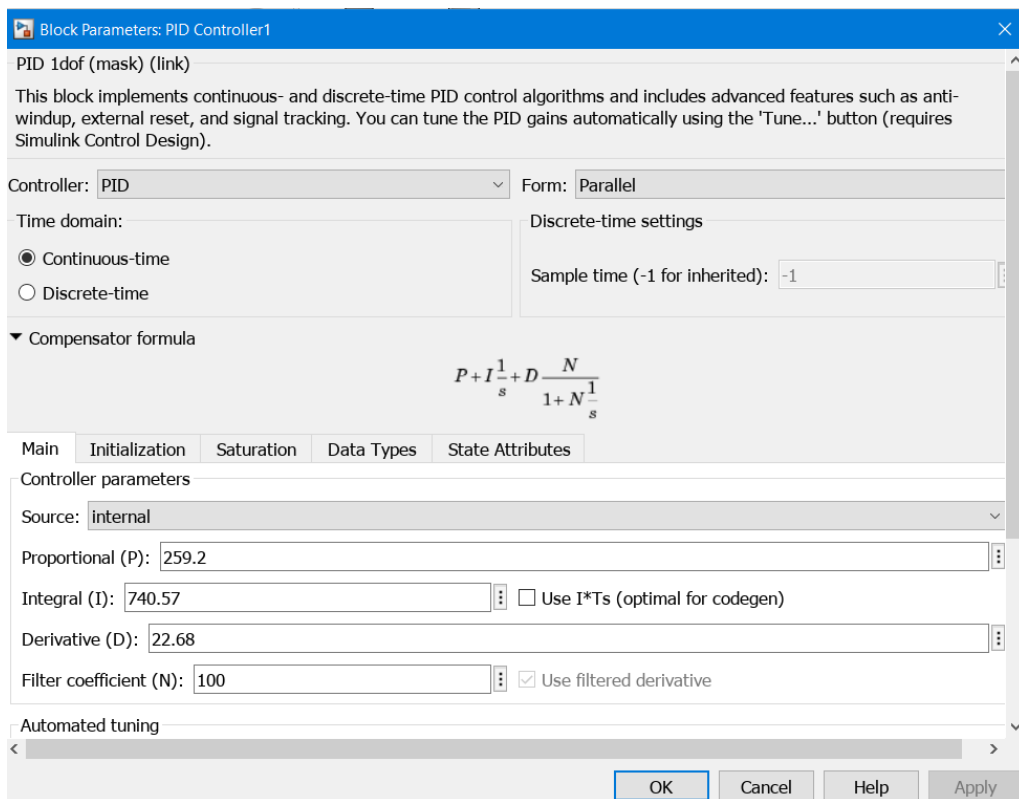 Block Parameters: PID Controller1
PID 1dof (mask) (link)
This block implements continuous- and discrete-time PID control algorithms and includes advanced features such as anti-
windup, external reset, and signal tracking. You can tune the PID gains automatically using the 'Tune...' button (requires
Simulink Control Design).
Controller: PID Form: Parallel
Time domain:
Continuous-time
Discrete-time
Discrete-time settings
Sample time (-1 for inherited): -1
Compensator formula
P + I 1/s + D N/(1 + N 1/s)
Main Initialization Saturation Data Types State Attributes
Controller parameters
Source: internal
Proportional (P): 259.2
Integral (I): 740.57 Use I*Ts (optimal for codegen)
Derivative (D): 22.68
Filter coefficient (N): 100 Use filtered derivative
Automated tuning
OK Cancel Help Apply